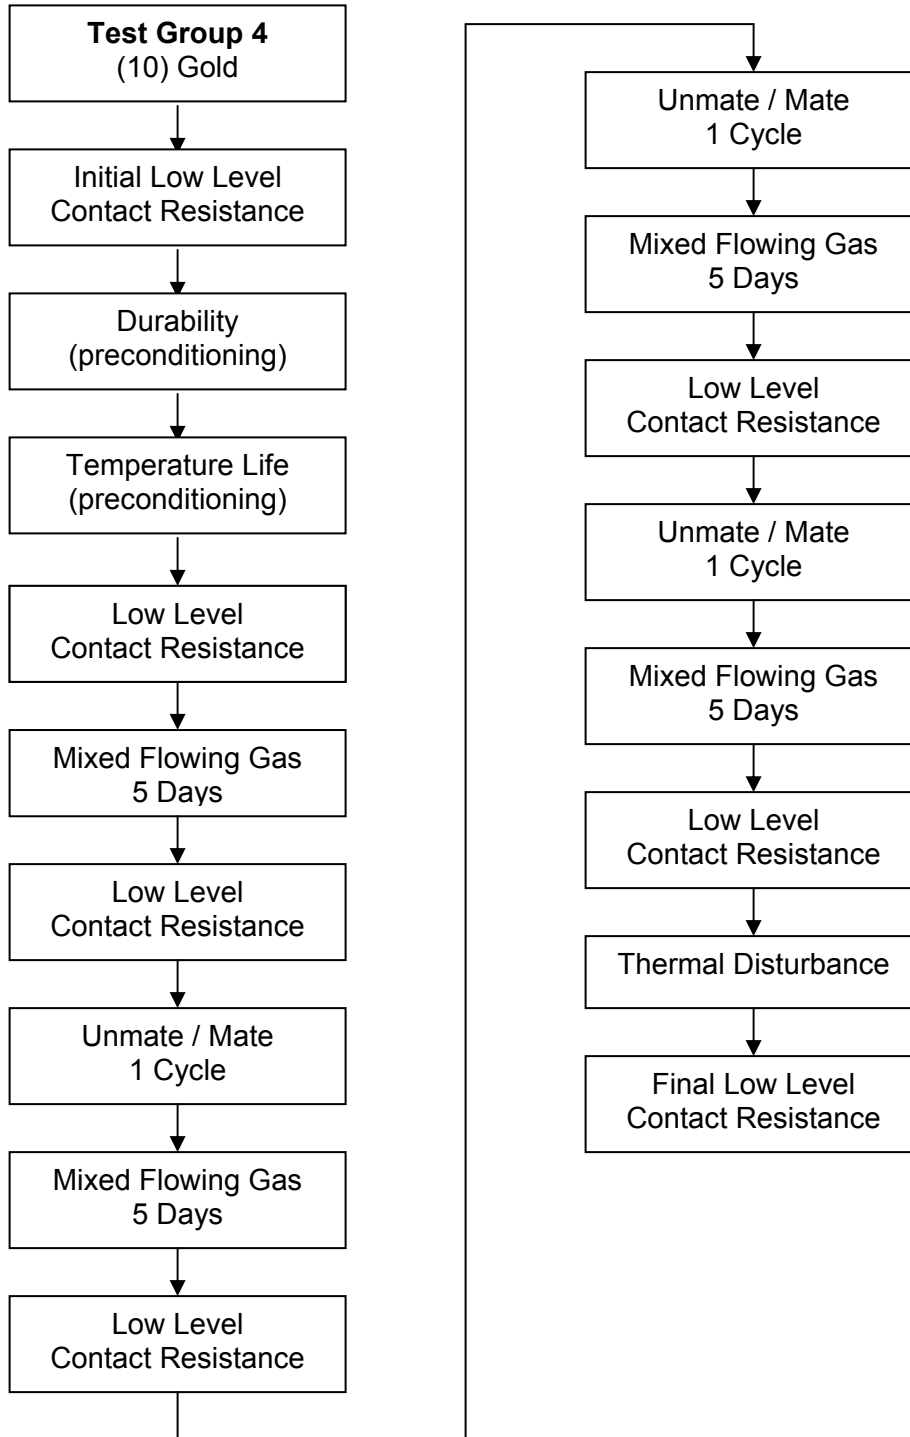 Test Group 4
(10) Gold
Initial Low Level
Contact Resistance
Durability
(preconditioning)
Temperature Life
(preconditioning)
Low Level
Contact Resistance
Mixed Flowing Gas
5 Days
Low Level
Contact Resistance
Unmate / Mate
1 Cycle
Mixed Flowing Gas
5 Days
Low Level
Contact Resistance
Unmate / Mate
1 Cycle
Mixed Flowing Gas
5 Days
Low Level
Contact Resistance
Unmate / Mate
1 Cycle
Mixed Flowing Gas
5 Days
Low Level
Contact Resistance
Thermal Disturbance
Final Low Level
Contact Resistance